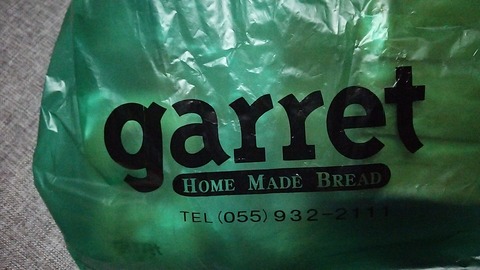 garret
HOME MADE BREAD
TEL (055) 932-2111